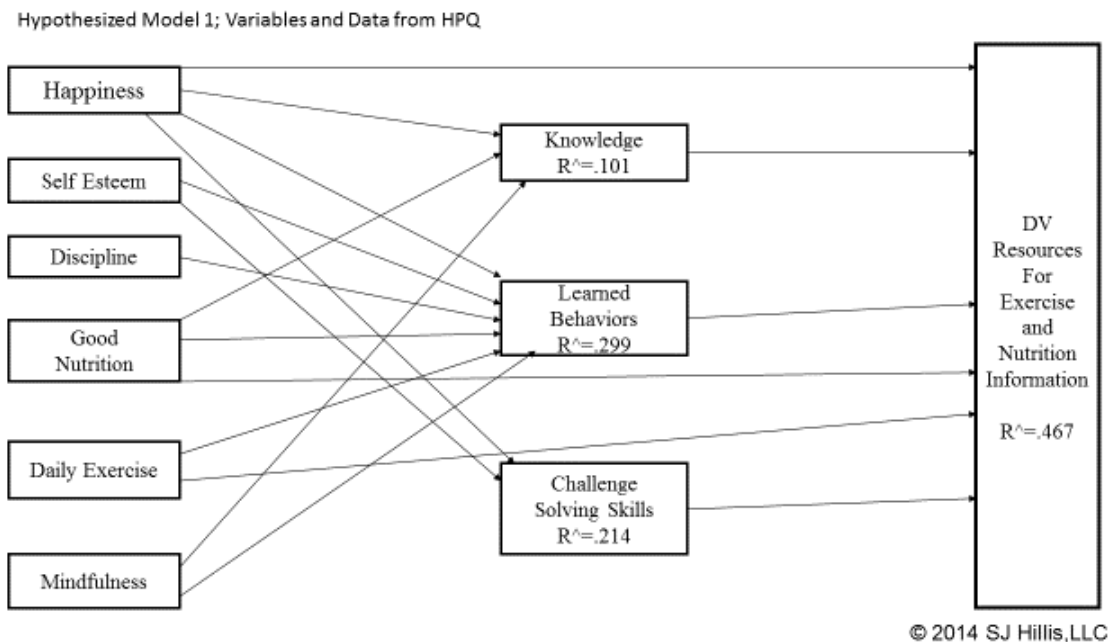 Hypothesized Model 1; Variables and Data from HPQ
Happiness
Self Esteem
Discipline
Good
Nutrition
Daily Exercise
Mindfulness
Knowledge
R^=.101
Learned
Behaviors
R^=.299
Challenge
Solving Skills
R^=.214
DV
Resources
For
Exercise
and
Nutrition
Information
R^=.467
© 2014 SJ Hillis,LLC